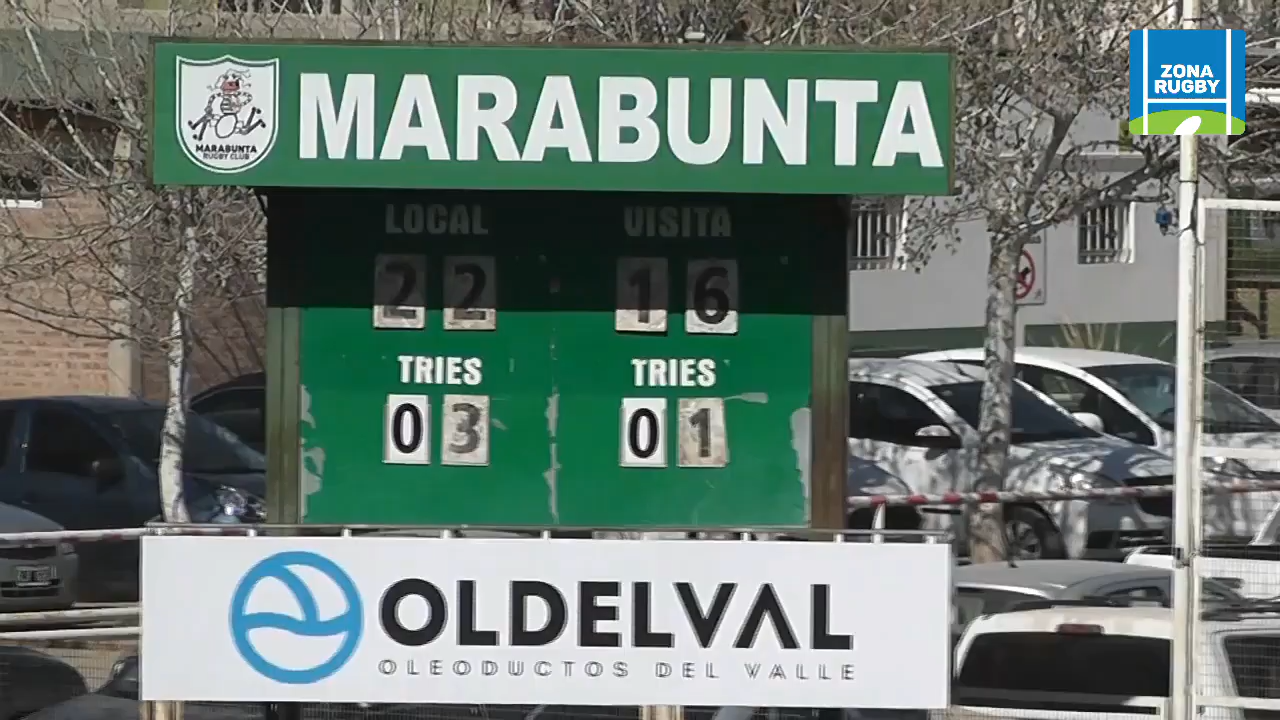 MARABUNTA
MARABUNTA
RUGBY CLUB
ZONA
RUGBY
LOCAL VISITA
22 16
TRIES TRIES
03 01
OLDELVAL
OLEODUCTOS DEL VALLE